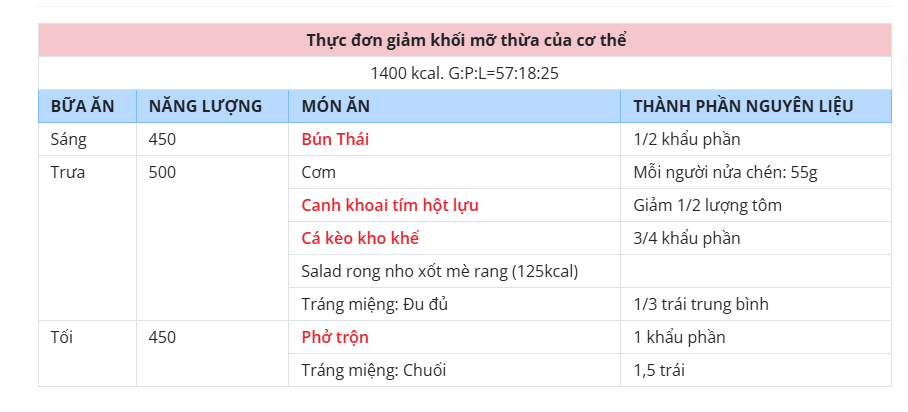 Thực đơn giảm khối mỡ thừa của cơ thể
1400 kcal. G:P:L=57:18:25
BỮA ĂN NĂNG LƯỢNG MÓN ĂN THÀNH PHẦN NGUYÊN LIỆU
Sáng 450 Bún Thái 1/2 khẩu phần
Trưa 500 Cơm Mỗi người nửa chén: 55g
Canh khoai tím hột lựu Giảm 1/2 lượng tôm
Cá kèo kho khế 3/4 khẩu phần
Salad rong nho xốt mè rang (125kcal)
Tráng miệng: Đu đủ 1/3 trái trung bình
Tối 450 Phở trộn 1 khẩu phần
Tráng miệng: Chuối 1,5 trái